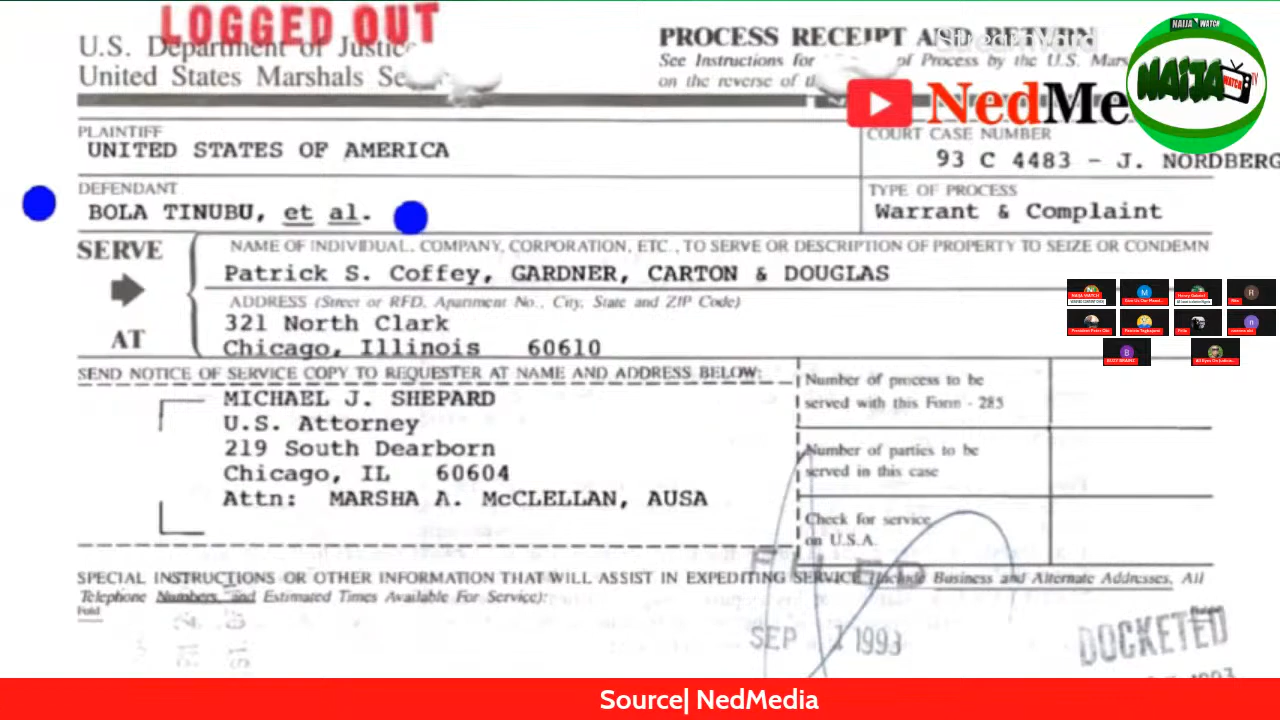 LOGGED OUT
U.S. Department of Justice
United States Marshals
PROCESS RECEIPT AND RETURN
See Instructions for of Process by the U.S.
on the reverse of
NAIJA WATCH
NAIJA
WATCH
TV
NedMe
PLAINTIFF
UNITED STATES OF AMERICA
COURT CASE NUMBER
93 C 4483 - J. NORDBERG
DEFENDANT
BOLA TINUBU, et al.
TYPE OF PROCESS
Warrant & Complaint
SERVE
AT
NAME OF INDIVIDUAL, COMPANY, CORPORATION, ETC., TO SERVE OR DESCRIPTION OF PROPERTY TO SEIZE OR CONDEMN
Patrick S. Coffey, GARDNER, CARTON & DOUGLAS
ADDRESS (Street or RFD, Apartment No., City, State and ZIP Code)
321 North Clark
Chicago, Illinois 60610
SEND NOTICE OF SERVICE COPY TO REQUESTER AT NAME AND ADDRESS BELOW:
MICHAEL J. SHEPARD
U.S. Attorney
219 South Dearborn
Chicago, IL 60604
Attn: MARSHA A. McCLELLAN, AUSA
Number of process to be
served with this Form - 285
Number of parties to be
served in this case
Check for service
on U.S.A.
SPECIAL INSTRUCTIONS OR OTHER INFORMATION THAT WILL ASSIST IN EXPEDITING SERVICE (Include Business and Alternate Addresses, All
Telephone Numbers, and Estimated Times Available For Service):
Fold
FILED
SEP 1993
DOCKETED
Source| NedMedia